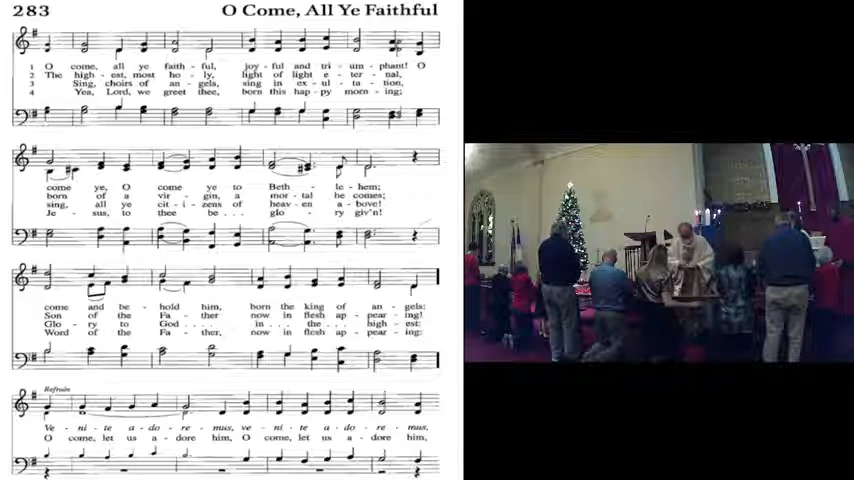 283 O Come, All Ye Faithful
1 O come, all ye faith - ful, joy - ful and tri - um - phant! O
2 The high - est, most ho - ly, light of light e - ter - nal,
3 Sing, choirs of an - gels, sing in ex - ul - ta - tion,
4 Yea, Lord, we greet thee, born this hap - py morn - ing;
come ye, O come ye to Beth - le - hem;
born of a vir - gin, a mor - tal he comes;
sing, all ye cit - i - zens of heav - en a - bove!
Je - sus, to thee be . . . glo - ry giv'n!
come and be - hold him, born the king of an - gels:
Son of the Fa - ther now in flesh ap - pear - ing!
Glo - ry to God . . . . in . . . the . . . . high - est:
Word of the Fa - ther, now in flesh ap - pear - ing:
Refrain
Ve - ni - te a - do - re - mus, ve - ni - te a - do - re - mus,
O come, let us a - dore him, O come, let us a - dore him,